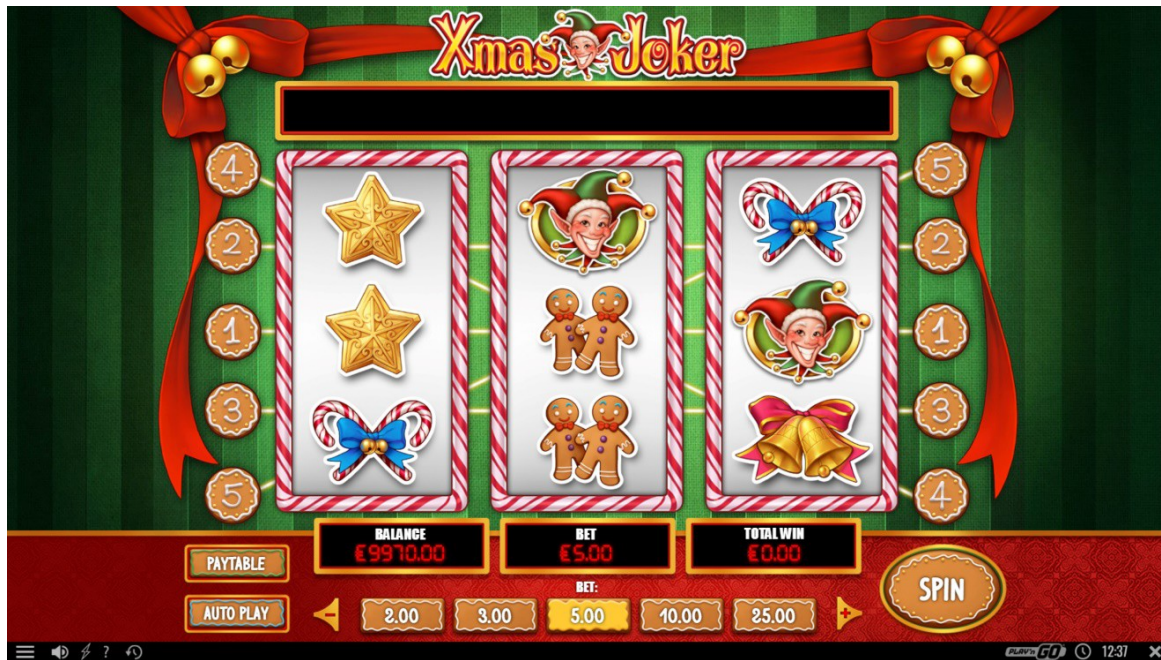 Xmas Joker
4 5
2 2
1 1
3 3
5 4
BALANCE BET TOTAL WIN
€9970.00 €5.00 €0.00
PAYTABLE
BET:
SPIN
AUTO PLAY - 2.00 3.00 5.00 10.00 25.00 +
? PLAY'n GO 12:37 X